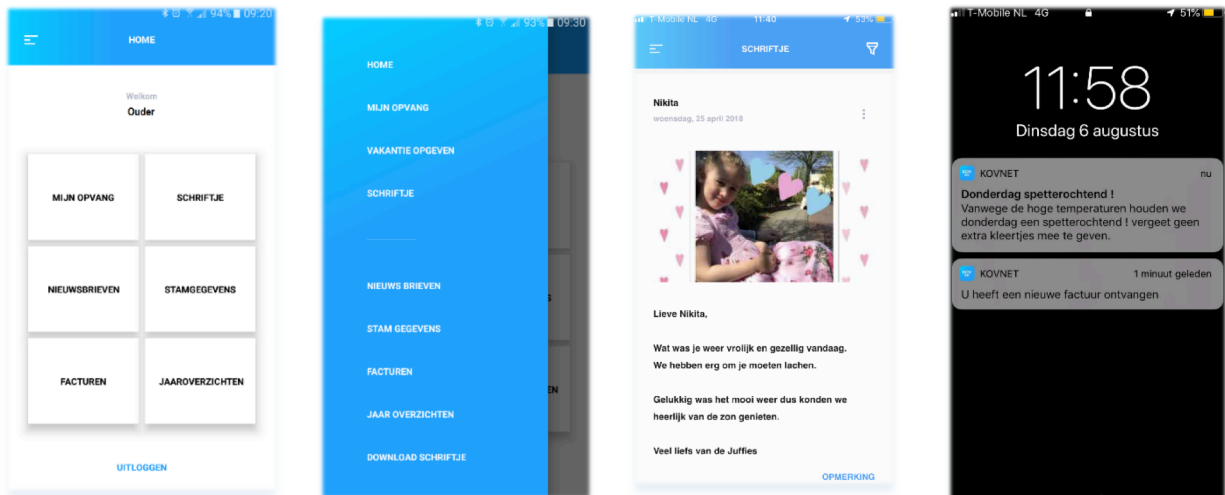 94% 09:20
HOME
Welkom
Ouder
MIJN OPVANG
SCHRIFTJE
NIEUWSBRIEVEN
STAMGEGEVENS
FACTUREN
JAAROVERZICHTEN
UITLOGGEN
93% 09:30
HOME
MIJN OPVANG
VAKANTIE OPGEVEN
SCHRIFTJE
NIEUWS BRIEVEN
STAM GEGEVENS
FACTUREN
JAAR OVERZICHTEN
DOWNLOAD SCHRIFTJE
S
EN
T-Mobile NL 4G 11:40 53%
SCHRIFTJE
Nikita
woensdag, 25 april 2018
Lieve Nikita,
Wat was je weer vrolijk en gezellig vandaag.
We hebben erg om je moeten lachen.
Gelukkig was het mooi weer dus konden we
heerlijk van de zon genieten.
Veel liefs van de Juffies
OPMERKING
T-Mobile NL 4G 51%
11:58
Dinsdag 6 augustus
KOVNET nu
Donderdag spetterochtend !
Vanwege de hoge temperaturen houden we
donderdag een spetterochtend ! vergeet geen
extra kleertjes mee te geven.
KOVNET 1 minuut geleden
U heeft een nieuwe factuur ontvangen